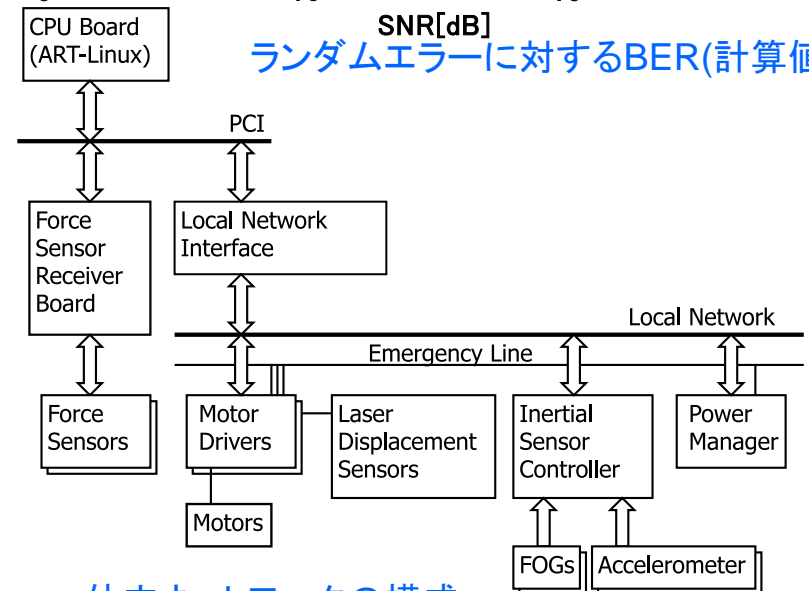 SNR[dB]
CPU Board
(ART-Linux)
ランダムエラーに対するBER(計算値
PCI
Force
Sensor
Receiver
Board
Local Network
Interface
Local Network
Emergency Line
Force
Sensors
Motor
Drivers
Laser
Displacement
Sensors
Inertial
Sensor
Controller
Power
Manager
Motors
FOGs
Accelerometer